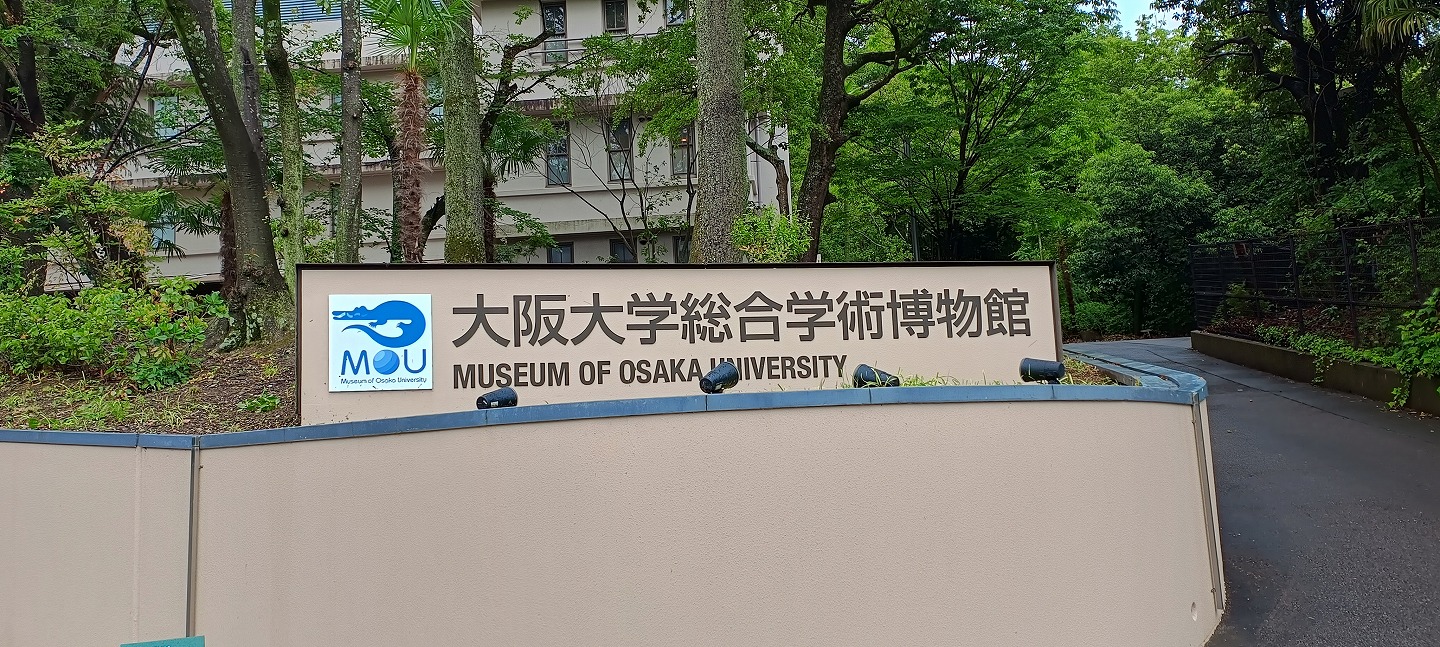 大阪大学総合学術博物館
MUSEUM OF OSAKA UNIVERSITY
MOU
Museum of Osaka University